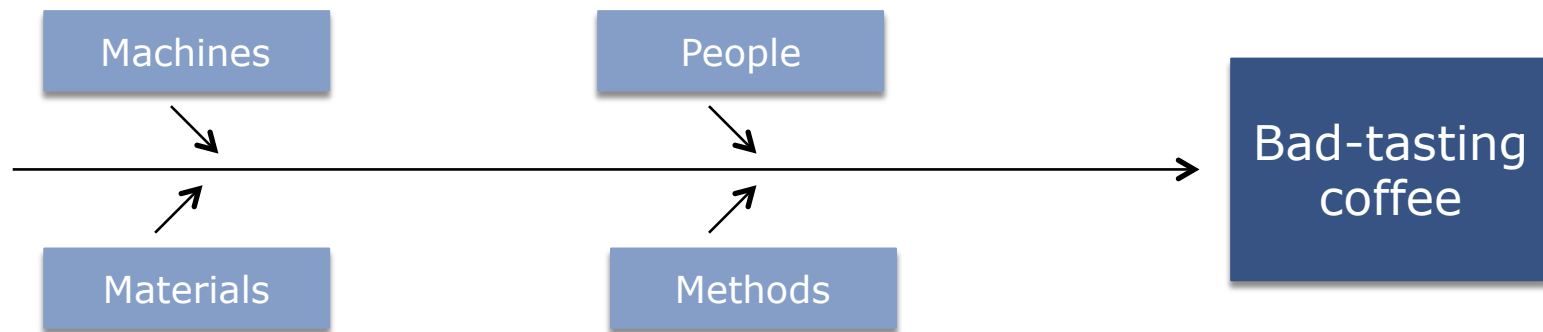 Machines
People
Bad-tasting
coffee
Materials
Methods